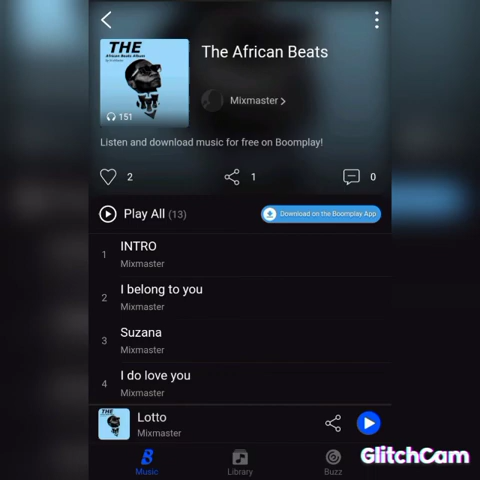 The African Beats
THE
African Beats Album
151
Mixmaster
Listen and download music for free on Boomplay!
2
1
0
Play All (13)
Download on the Boomplay App
1
INTRO
Mixmaster
2
I belong to you
Mixmaster
3
Suzana
Mixmaster
4
I do love you
Mixmaster
THE
Lotto
Mixmaster
Music
Library
Buzz
GlitchCam